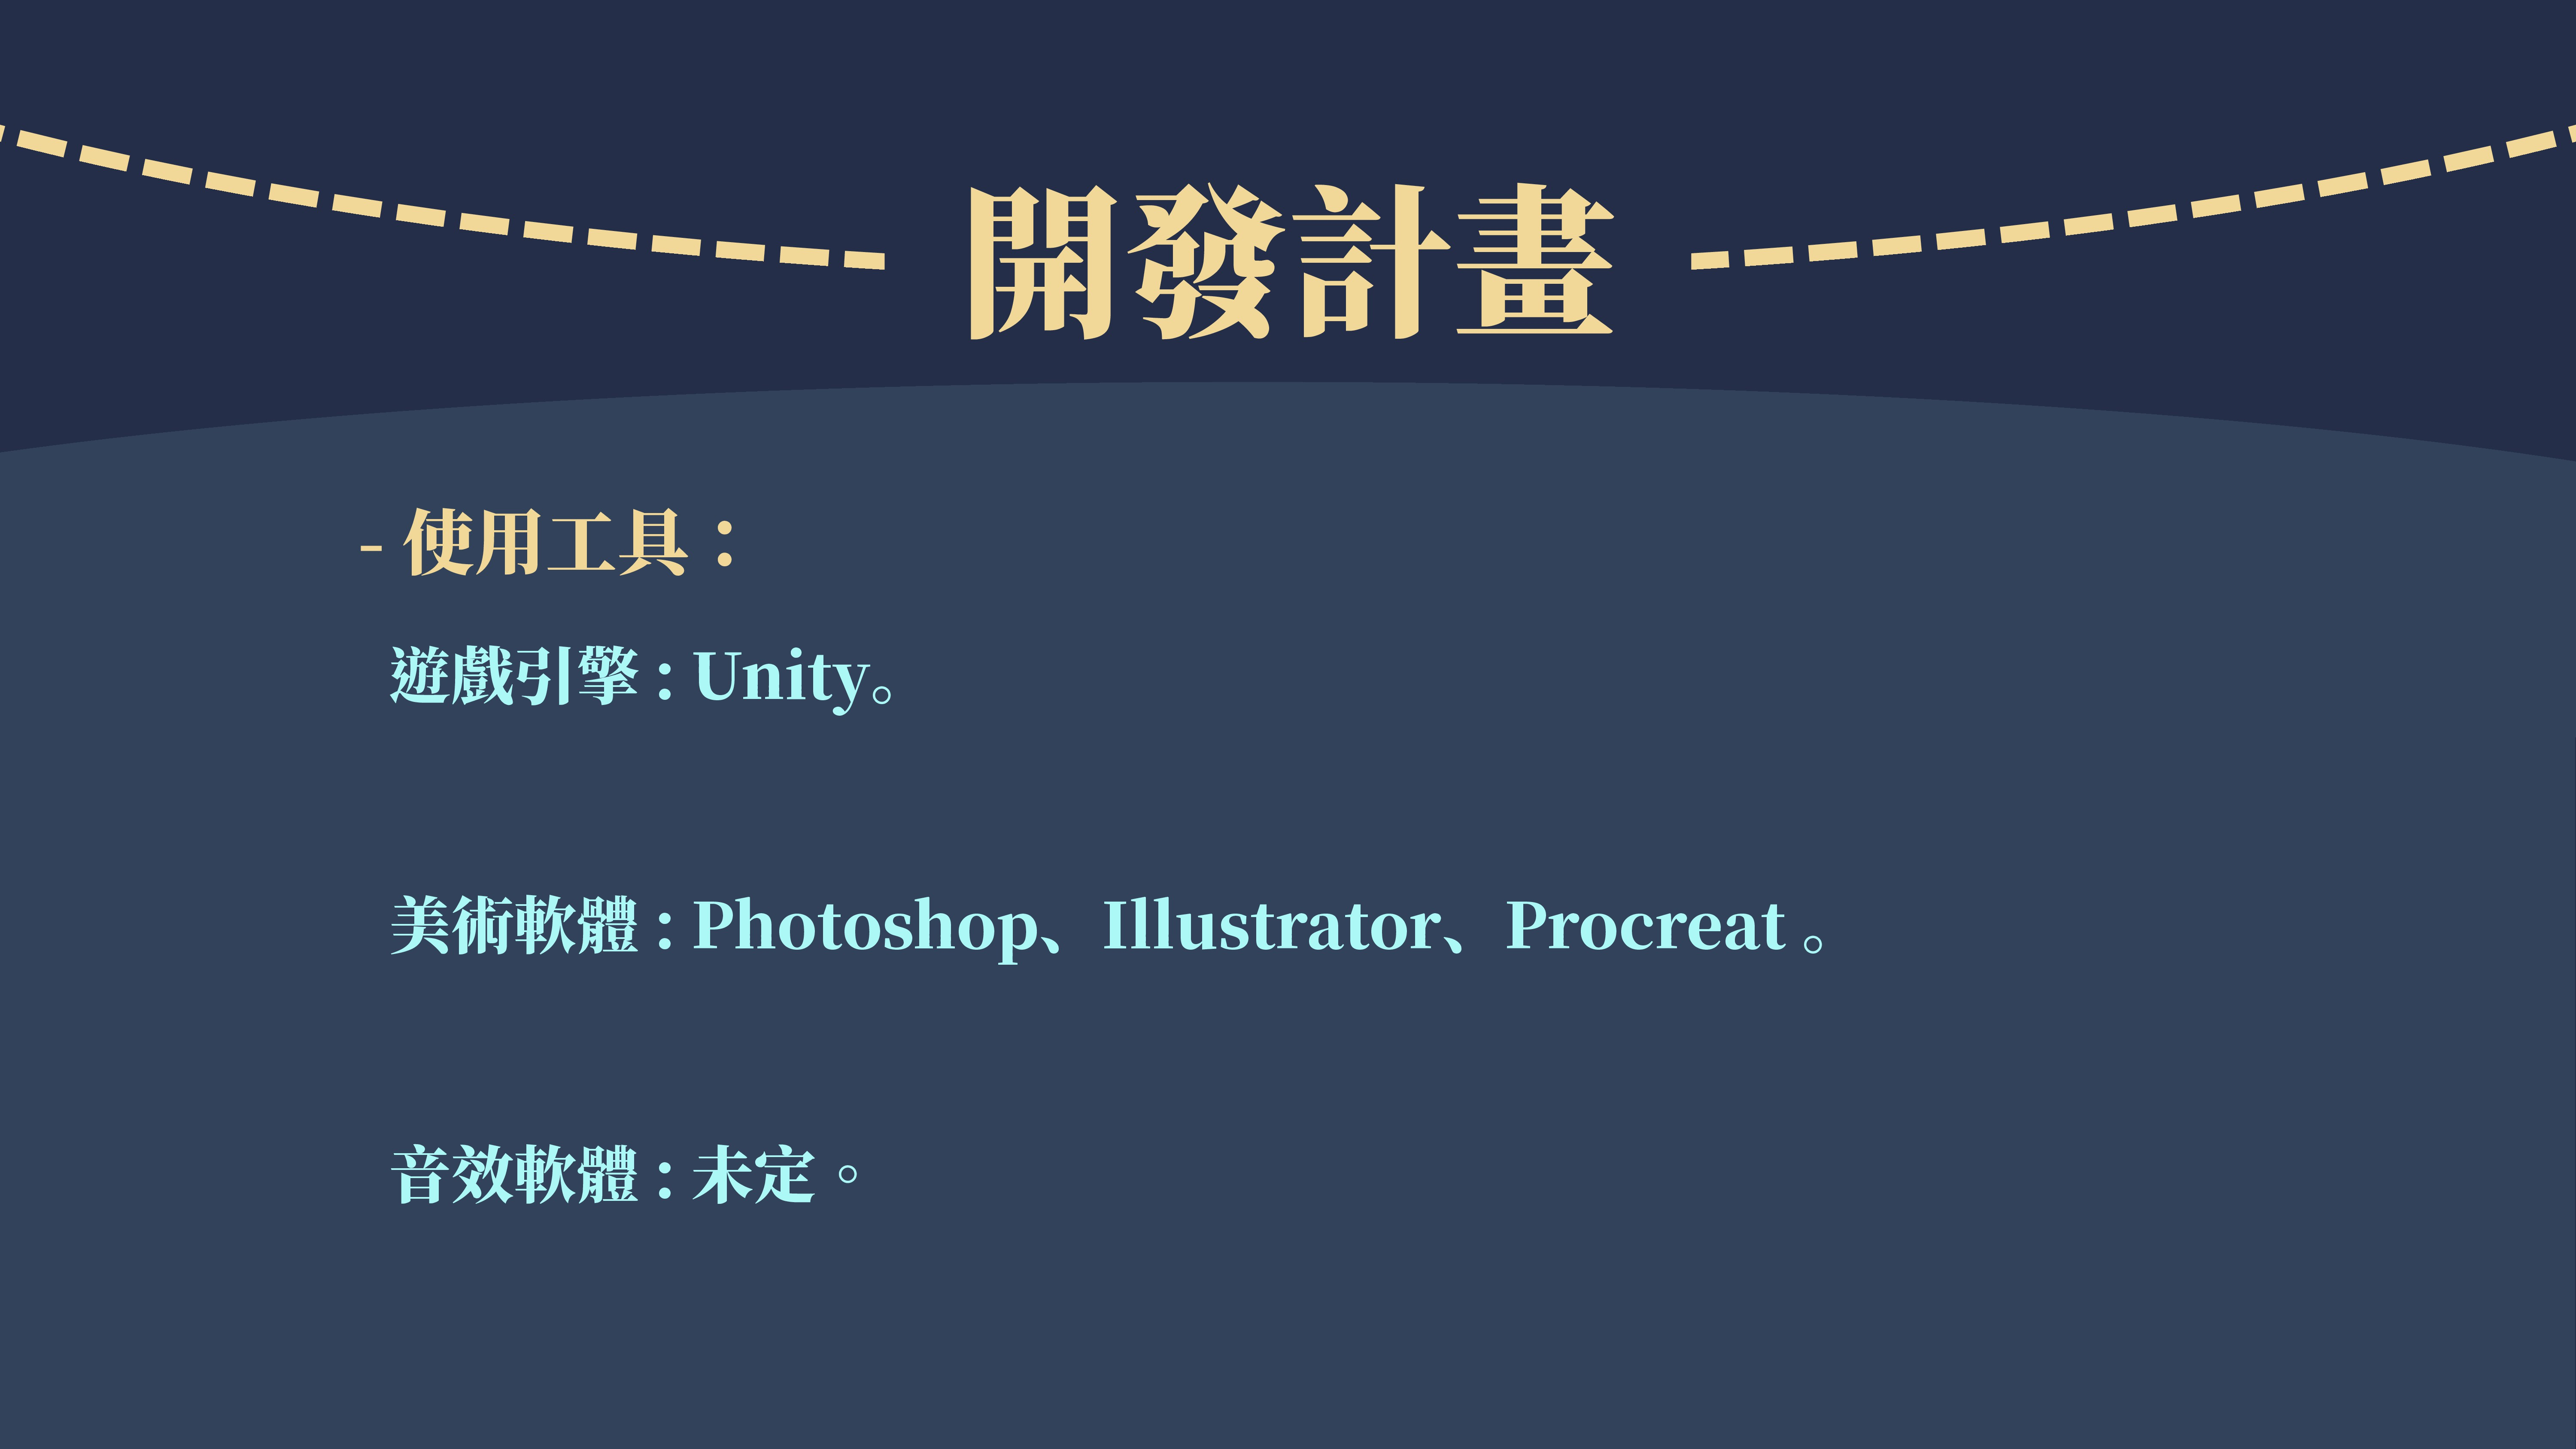 開發計畫
- 使用工具：
遊戲引擎 : Unity。
美術軟體 : Photoshop、Illustrator、Procreat 。
音效軟體 : 未定。